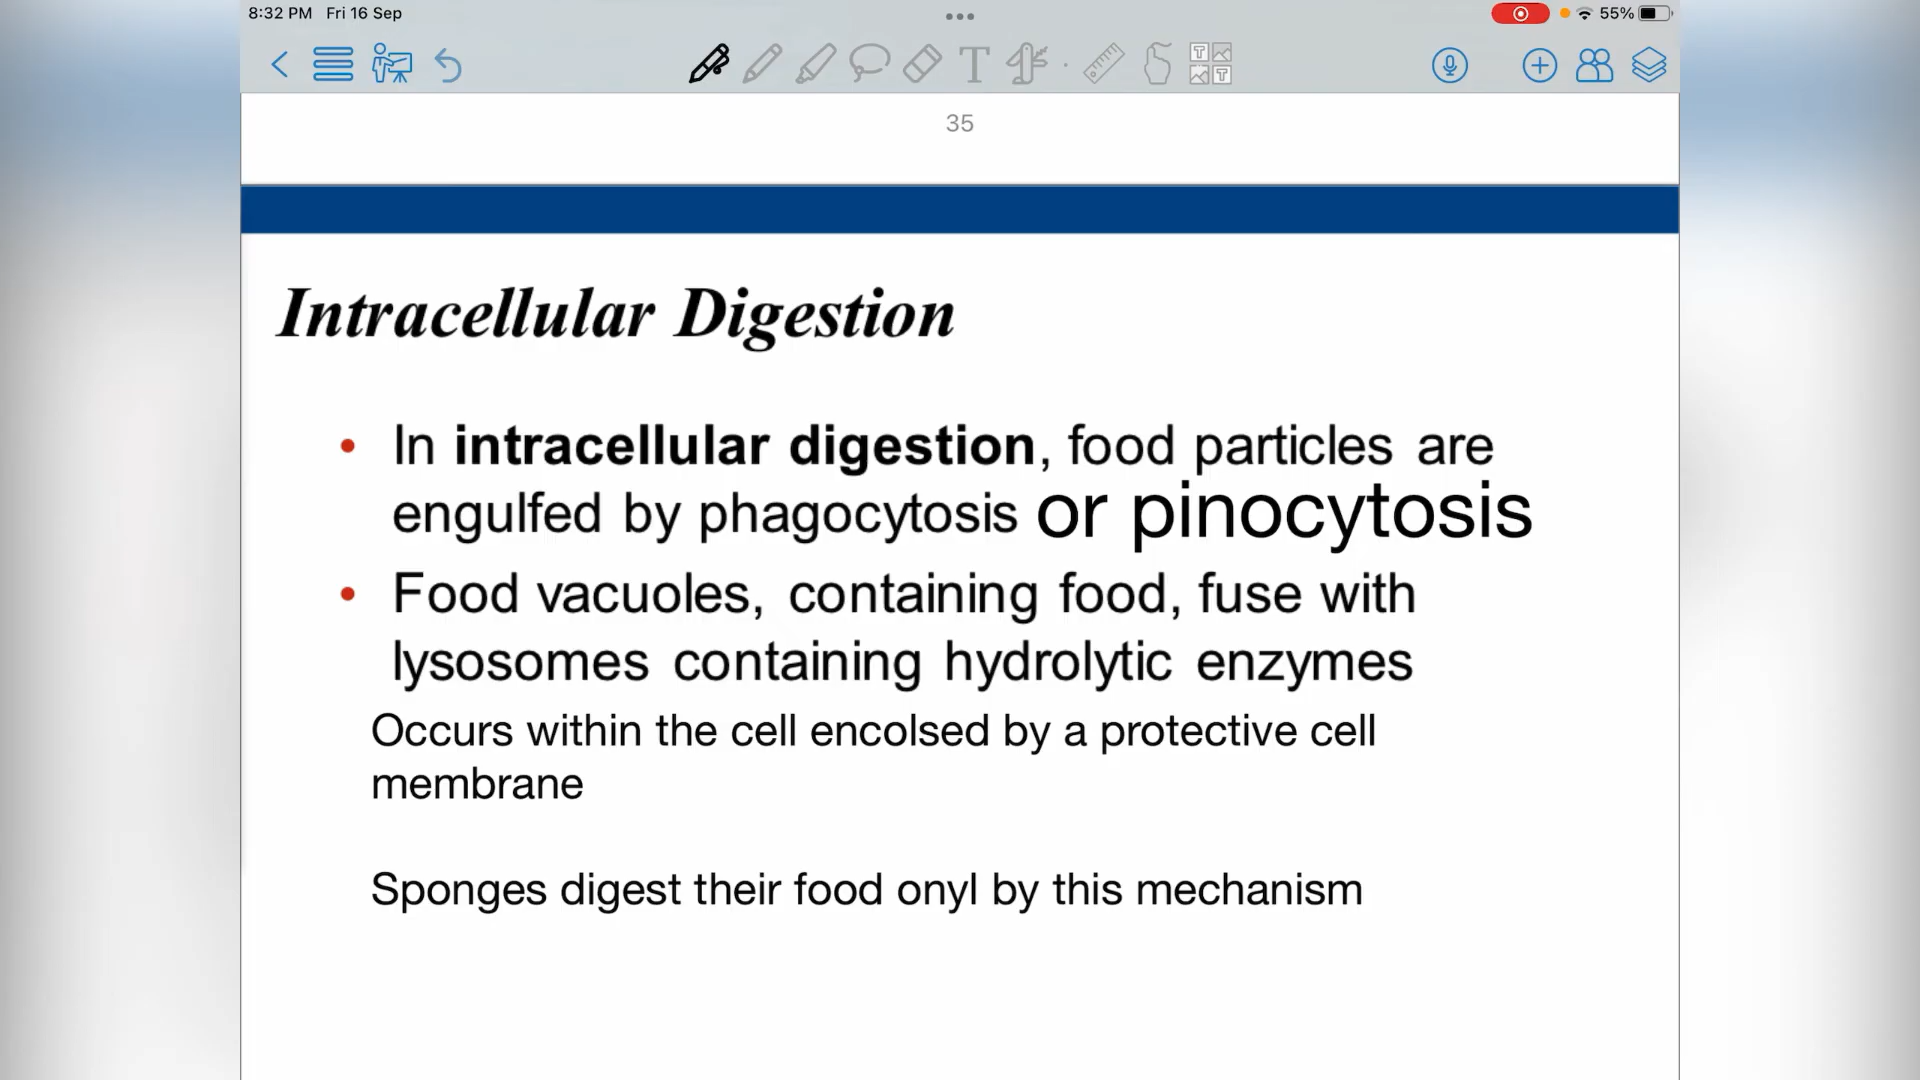 8:32 PM Fri 16 Sep
55%
35
Intracellular Digestion
• In intracellular digestion, food particles are
engulfed by phagocytosis or pinocytosis
• Food vacuoles, containing food, fuse with
lysosomes containing hydrolytic enzymes
Occurs within the cell encolsed by a protective cell
membrane
Sponges digest their food onyl by this mechanism